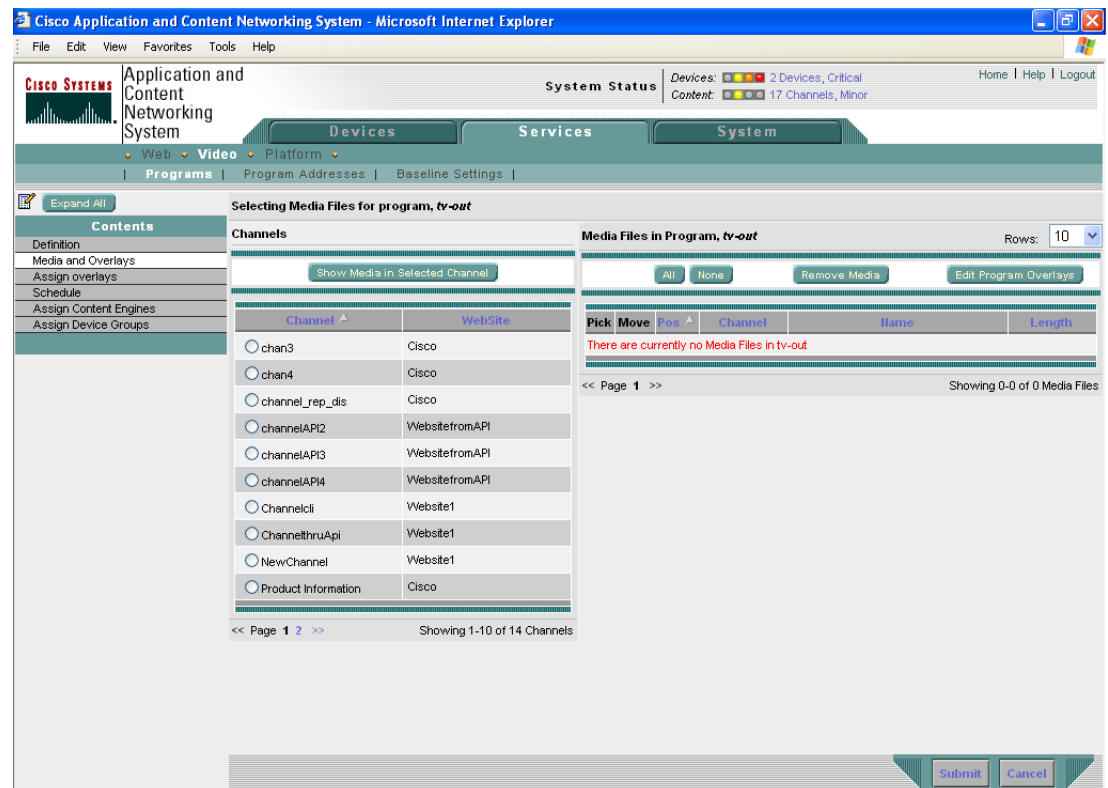 Cisco Application and Content Networking System - Microsoft Internet Explorer
File Edit View Favorites Tools Help
CISCO SYSTEMS
Application and
Content
Networking
System
System Status
Devices: 2 Devices, Critical
Content: 17 Channels, Minor
Home | Help | Logout
Devices Services System
Web Video Platform
| Programs | Program Addresses | Baseline Settings |
Expand All
Contents
Definition
Media and Overlays
Assign overlays
Schedule
Assign Content Engines
Assign Device Groups
Selecting Media Files for program, tv-out
Channels
Show Media in Selected Channel
Channel WebSite
chan3 Cisco
chan4 Cisco
channel_rep_dis Cisco
channelAPI2 WebsitefromAPI
channelAPI3 WebsitefromAPI
channelAPI4 WebsitefromAPI
Channelcli Website1
ChannelthruApi Website1
NewChannel Website1
Product Information Cisco
<< Page 1 2 >> Showing 1-10 of 14 Channels
Media Files in Program, tv-out Rows: 10
All None Remove Media Edit Program Overlays
Pick Move Pos Channel Name Length
There are currently no Media Files in tv-out
<< Page 1 >> Showing 0-0 of 0 Media Files
Submit Cancel